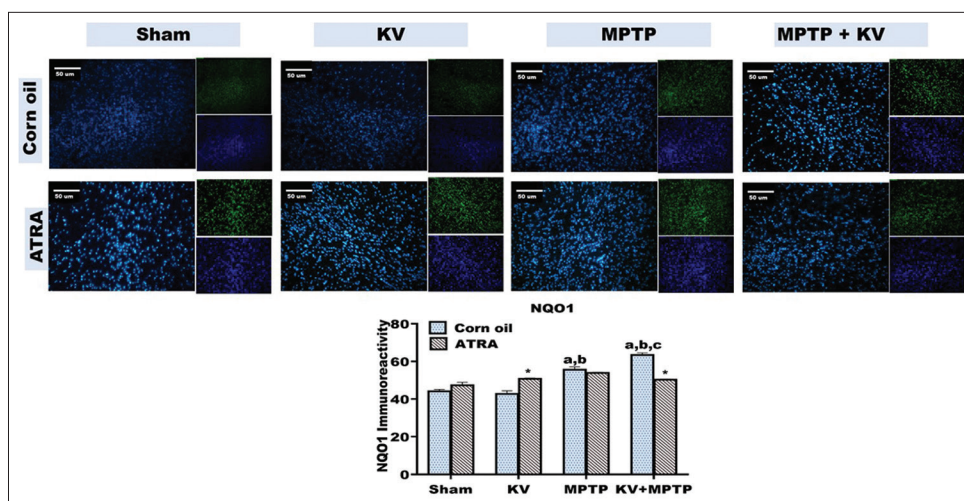 Sham KV MPTP MPTP + KV
Corn oil
50 um 50 um 50 um 50 um
ATRA
50 um 50 um 50 um 50 um
NQO1
NQO1 Immunoreactivity
80
60
40
20
0
Corn oil
ATRA
* a,b a,b,c *
Sham KV MPTP KV+MPTP